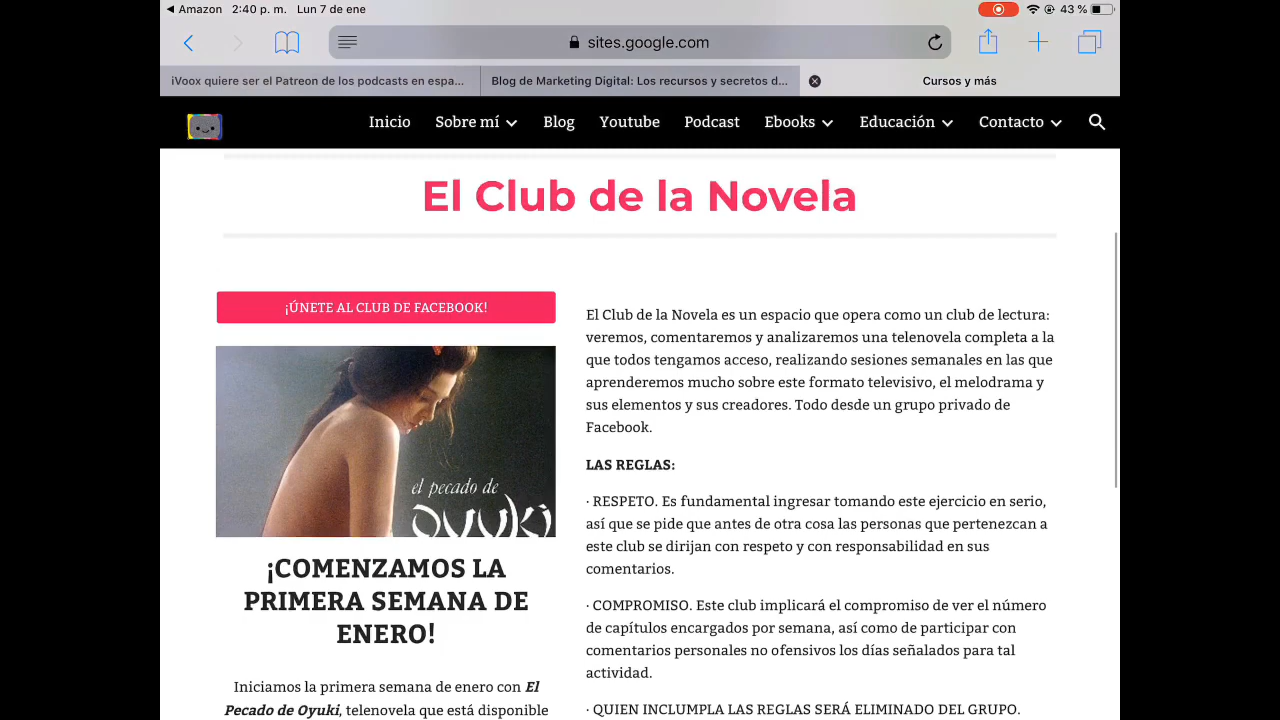 Amazon 2:40 p. m. Lun 7 de ene 43 %
sites.google.com
iVoox quiere ser el Patreon de los podcasts en espa...
Blog de Marketing Digital: Los recursos y secretos d...
Cursos y más
Inicio Sobre mí Blog Youtube Podcast Ebooks Educación Contacto
El Club de la Novela
¡ÚNETE AL CLUB DE FACEBOOK!
el pecado de
oyuki
¡COMENZAMOS LA
PRIMERA SEMANA DE
ENERO!
Iniciamos la primera semana de enero con El
Pecado de Oyuki, telenovela que está disponible
El Club de la Novela es un espacio que opera como un club de lectura:
veremos, comentaremos y analizaremos una telenovela completa a la
que todos tengamos acceso, realizando sesiones semanales en las que
aprenderemos mucho sobre este formato televisivo, el melodrama y
sus elementos y sus creadores. Todo desde un grupo privado de
Facebook.
LAS REGLAS:
· RESPETO. Es fundamental ingresar tomando este ejercicio en serio,
así que se pide que antes de otra cosa las personas que pertenezcan a
este club se dirijan con respeto y con responsabilidad en sus
comentarios.
· COMPROMISO. Este club implicará el compromiso de ver el número
de capítulos encargados por semana, así como de participar con
comentarios personales no ofensivos los días señalados para tal
actividad.
· QUIEN INCLUMPLA LAS REGLAS SERÁ ELIMINADO DEL GRUPO.